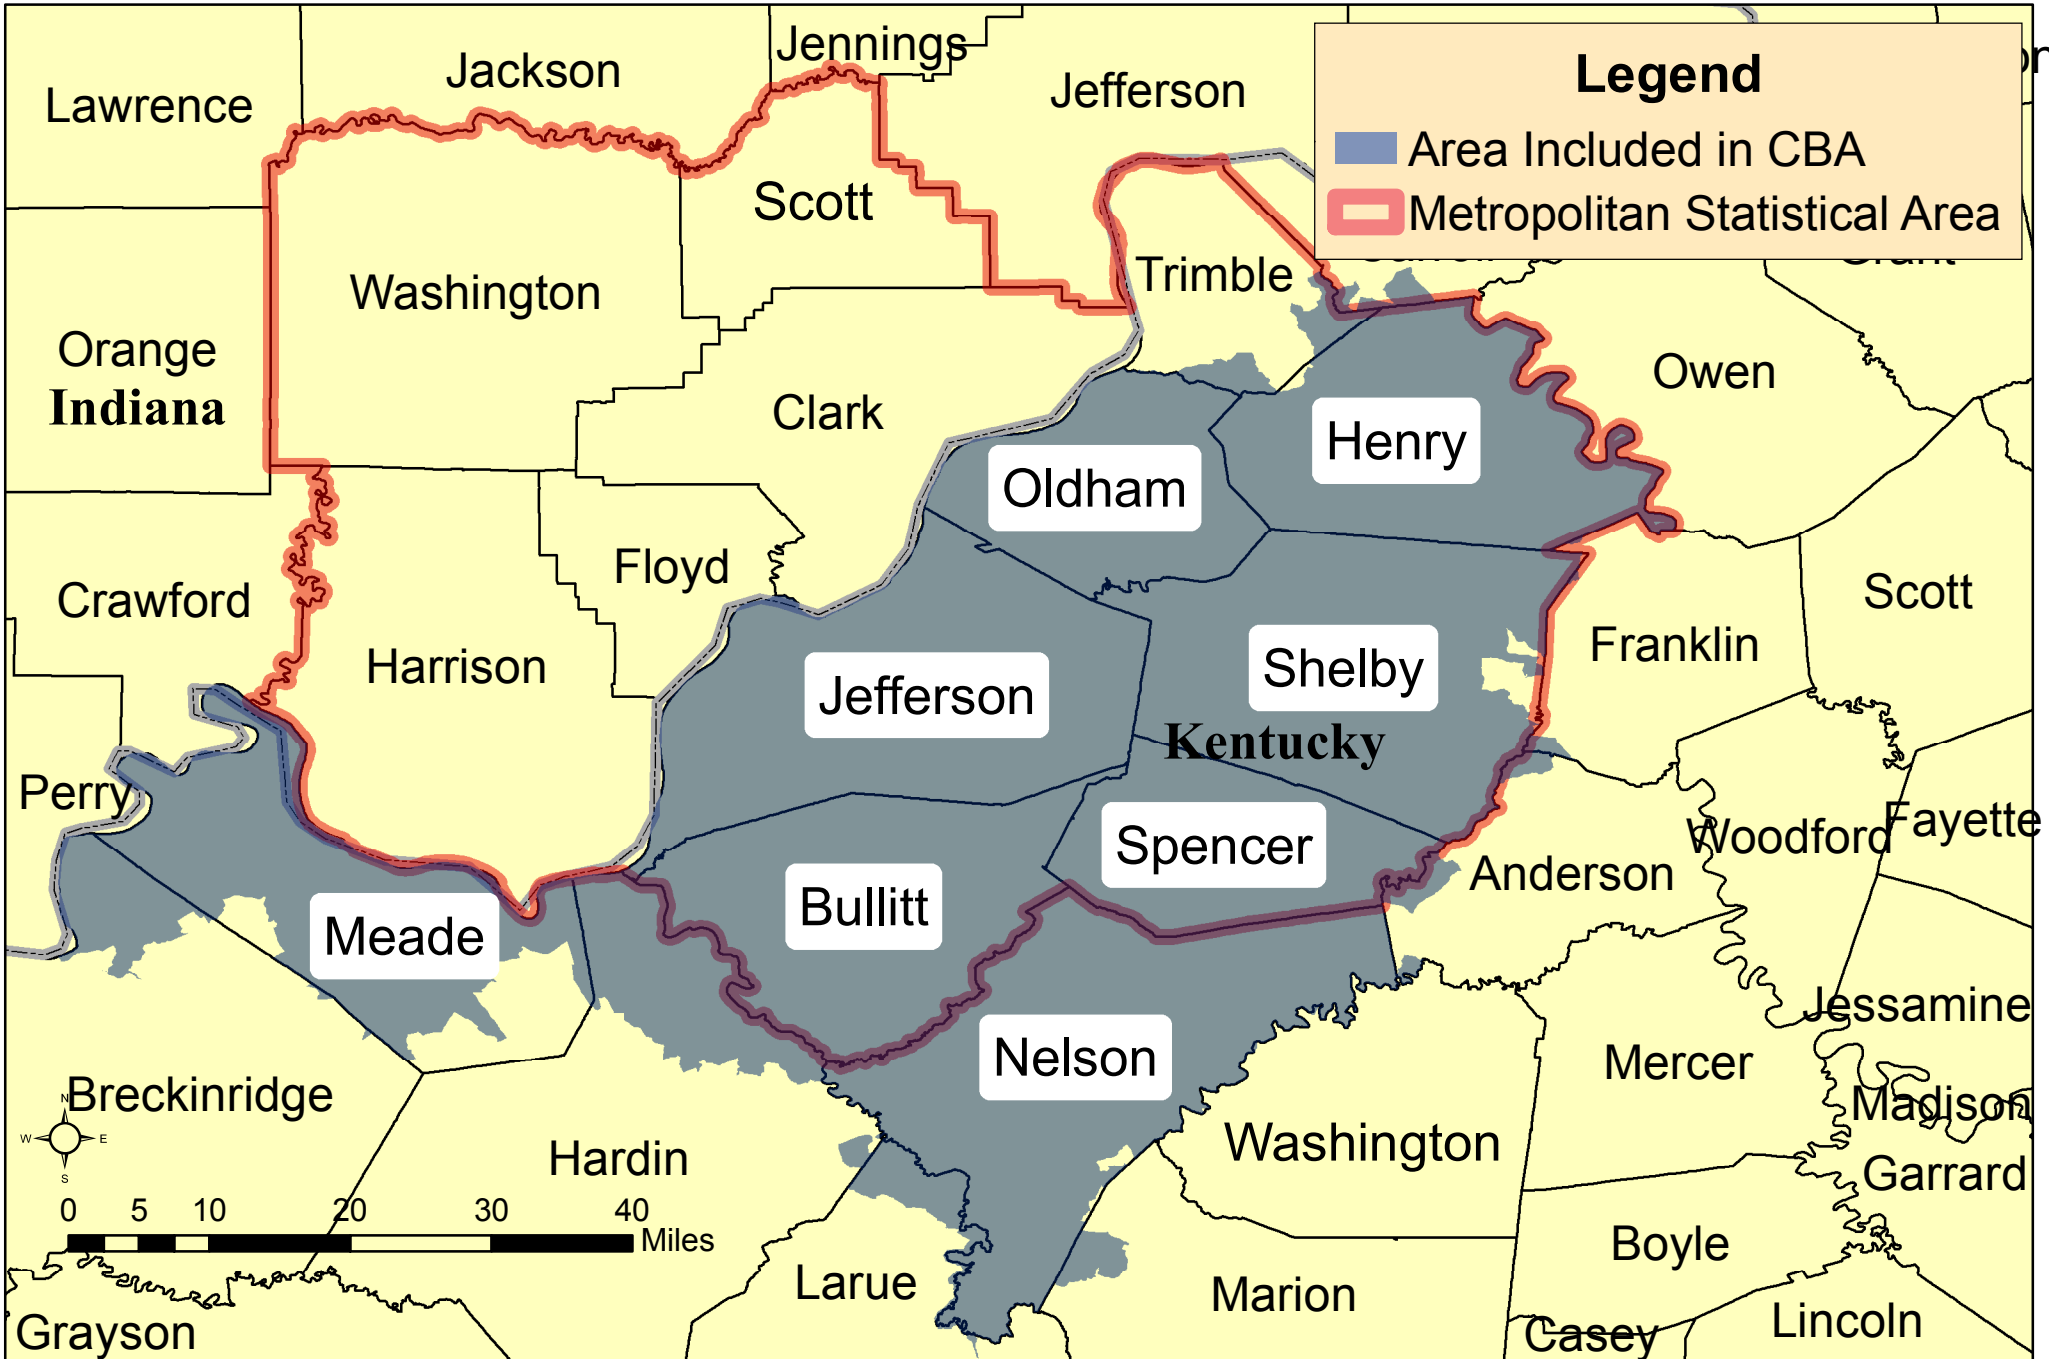 Jennings
Jackson
Lawrence
Jefferson
Legend
Area Included in CBA
Metropolitan Statistical Area
Scott
Washington
Trimble
Orange
Indiana
Clark
Owen
Henry
Oldham
Floyd
Crawford
Scott
Franklin
Harrison
Shelby
Jefferson
Kentucky
Perry
Woodford
Fayette
Spencer
Anderson
Bullitt
Meade
Jessamine
Nelson
Mercer
Breckinridge
Madison
N
W
E
S
Washington
Hardin
Garrard
0 5 10 20 30 40
Miles
Boyle
Larue
Marion
Lincoln
Grayson
Casey